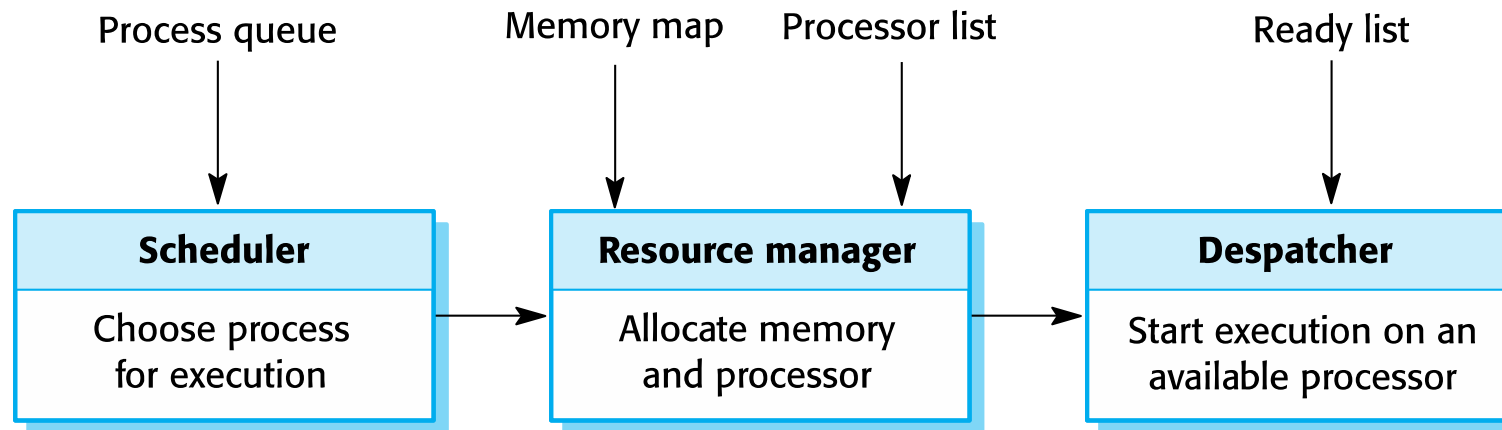 Process queue
Memory map
Processor list
Ready list
Scheduler
Choose process
for execution
Resource manager
Allocate memory
and processor
Despatcher
Start execution on an
available processor